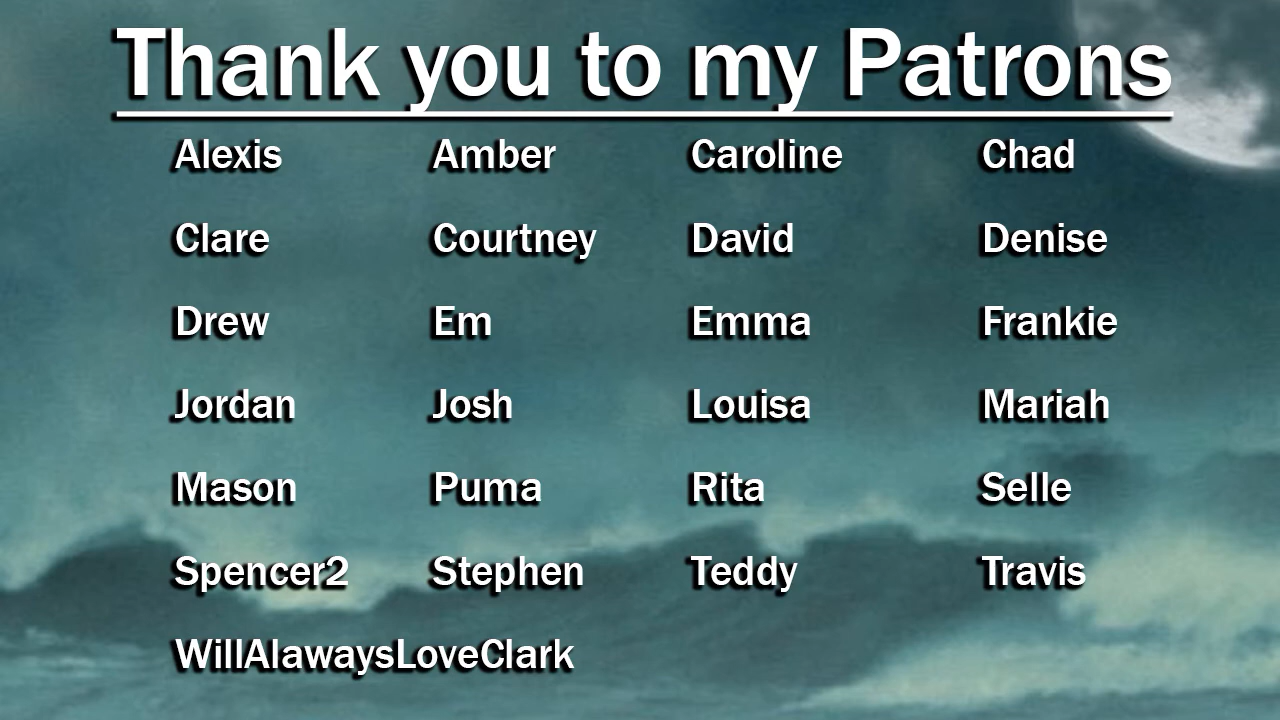 Thank you to my Patrons
Alexis Amber Caroline Chad
Clare Courtney David Denise
Drew Em Emma Frankie
Jordan Josh Louisa Mariah
Mason Puma Rita Selle
Spencer2 Stephen Teddy Travis
WillAlawaysLoveClark